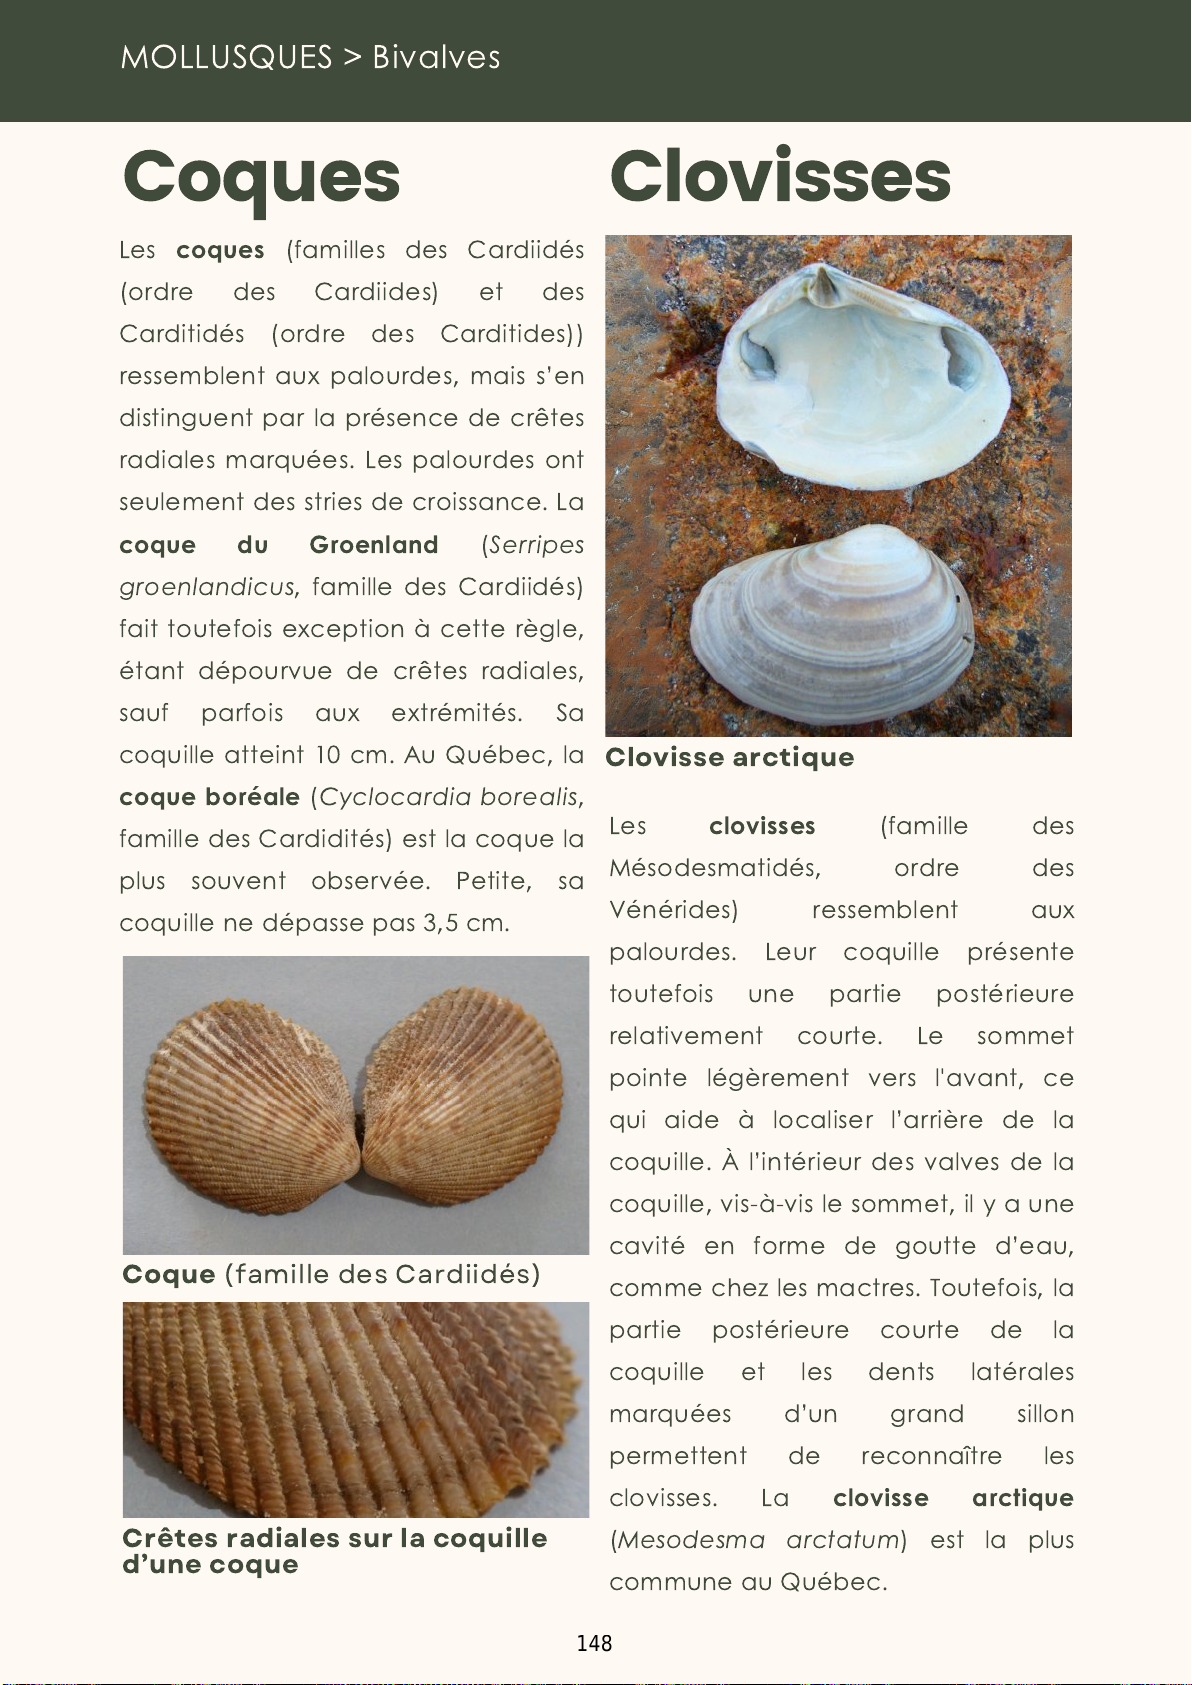 MOLLUSQUES > Bivalves
Coques
Les coques (familles des Cardiidés
(ordre des Cardiides) et des
Carditidés (ordre des Carditides))
ressemblent aux palourdes, mais s’en
distinguent par la présence de crêtes
radiales marquées. Les palourdes ont
seulement des stries de croissance. La
coque du Groenland (Serripes
groenlandicus, famille des Cardiidés)
fait toutefois exception à cette règle,
étant dépourvue de crêtes radiales,
sauf parfois aux extrémités. Sa
coquille atteint 10 cm. Au Québec, la
coque boréale (Cyclocardia borealis,
famille des Cardidités) est la coque la
plus souvent observée. Petite, sa
coquille ne dépasse pas 3,5 cm.
Coque (famille des Cardiidés)
Crêtes radiales sur la coquille
d’une coque
Clovisses
Clovisse arctique
Les clovisses (famille des
Mésodesmatidés, ordre des
Vénérides) ressemblent aux
palourdes. Leur coquille présente
toutefois une partie postérieure
relativement courte. Le sommet
pointe légèrement vers l'avant, ce
qui aide à localiser l’arrière de la
coquille. À l’intérieur des valves de la
coquille, vis-à-vis le sommet, il y a une
cavité en forme de goutte d’eau,
comme chez les mactres. Toutefois, la
partie postérieure courte de la
coquille et les dents latérales
marquées d’un grand sillon
permettent de reconnaître les
clovisses. La clovisse arctique
(Mesodesma arctatum) est la plus
commune au Québec.
148